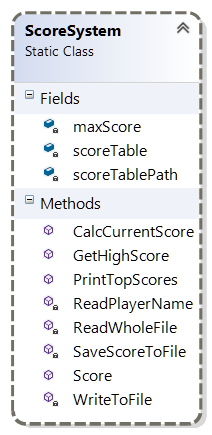 ScoreSystem
Static Class
Fields
maxScore
scoreTable
scoreTablePath
Methods
CalcCurrentScore
GetHighScore
PrintTopScores
ReadPlayerName
ReadWholeFile
SaveScoreToFile
Score
WriteToFile